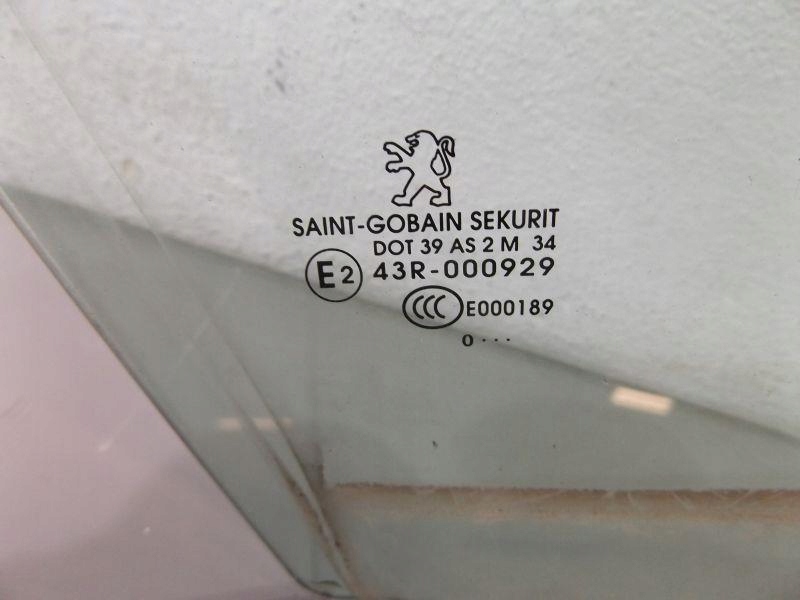 SAINT-GOBAIN SEKURIT
DOT 39 AS 2 M 34
E2 43R-000929
CCC E000189
o ...